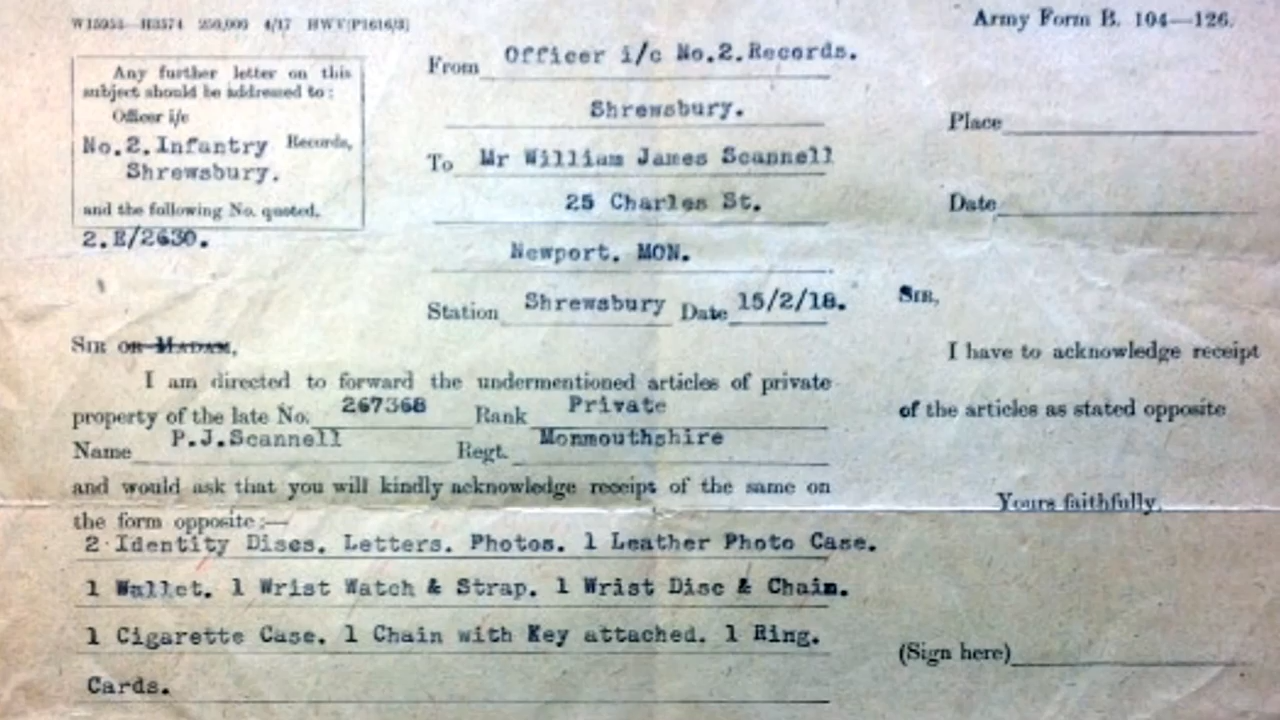 W15953—H3574 250,000 4/17 HWV(P1616/3)
Army Form B. 104—126.
Any further letter on this
subject should be addressed to:
Officer i/c
No.2.Infantry Records,
Shrewsbury.
and the following No. quoted.
2.E/2630.
From Officer i/c No.2.Records.
Shrewsbury.
To Mr William James Scannell
25 Charles St.
Newport. MON.
Station Shrewsbury Date 15/2/18.
Place
Date
SIR OR MADAM,
I am directed to forward the undermentioned articles of private
property of the late No. 267368 Rank Private
Name P.J.Scannell Regt. Monmouthshire
and would ask that you will kindly acknowledge receipt of the same on
the form opposite:—
2 Identity Discs. Letters. Photos. 1 Leather Photo Case.
1 Wallet. 1 Wrist Watch & Strap. 1 Wrist Disc & Chain.
1 Cigarette Case. 1 Chain with Key attached. 1 Ring.
Cards.
SIR,
I have to acknowledge receipt
of the articles as stated opposite
Yours faithfully,
(Sign here)